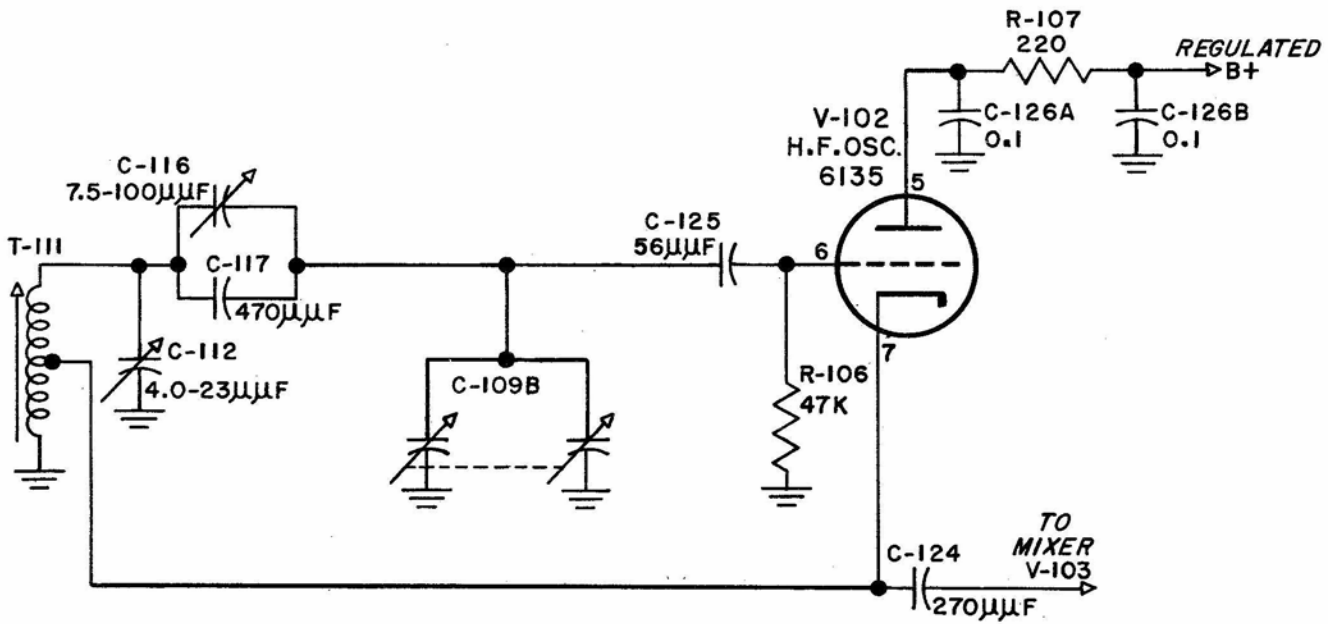 R-107
220
REGULATED
B+
C-126A
0.1
C-126B
0.1
V-102
H.F.OSC.
6135
5
C-116
7.5-100µµF
T-111
C-117
470µµF
C-125
56µµF
6
C-112
4.0-23µµF
C-109B
7
R-106
47K
C-124
270µµF
TO
MIXER
V-103